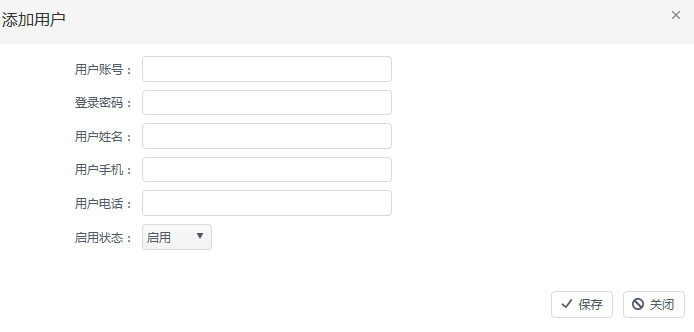 添加用户
用户账号：
登录密码：
用户姓名：
用户手机：
用户电话：
启用状态： 启用
保存 关闭